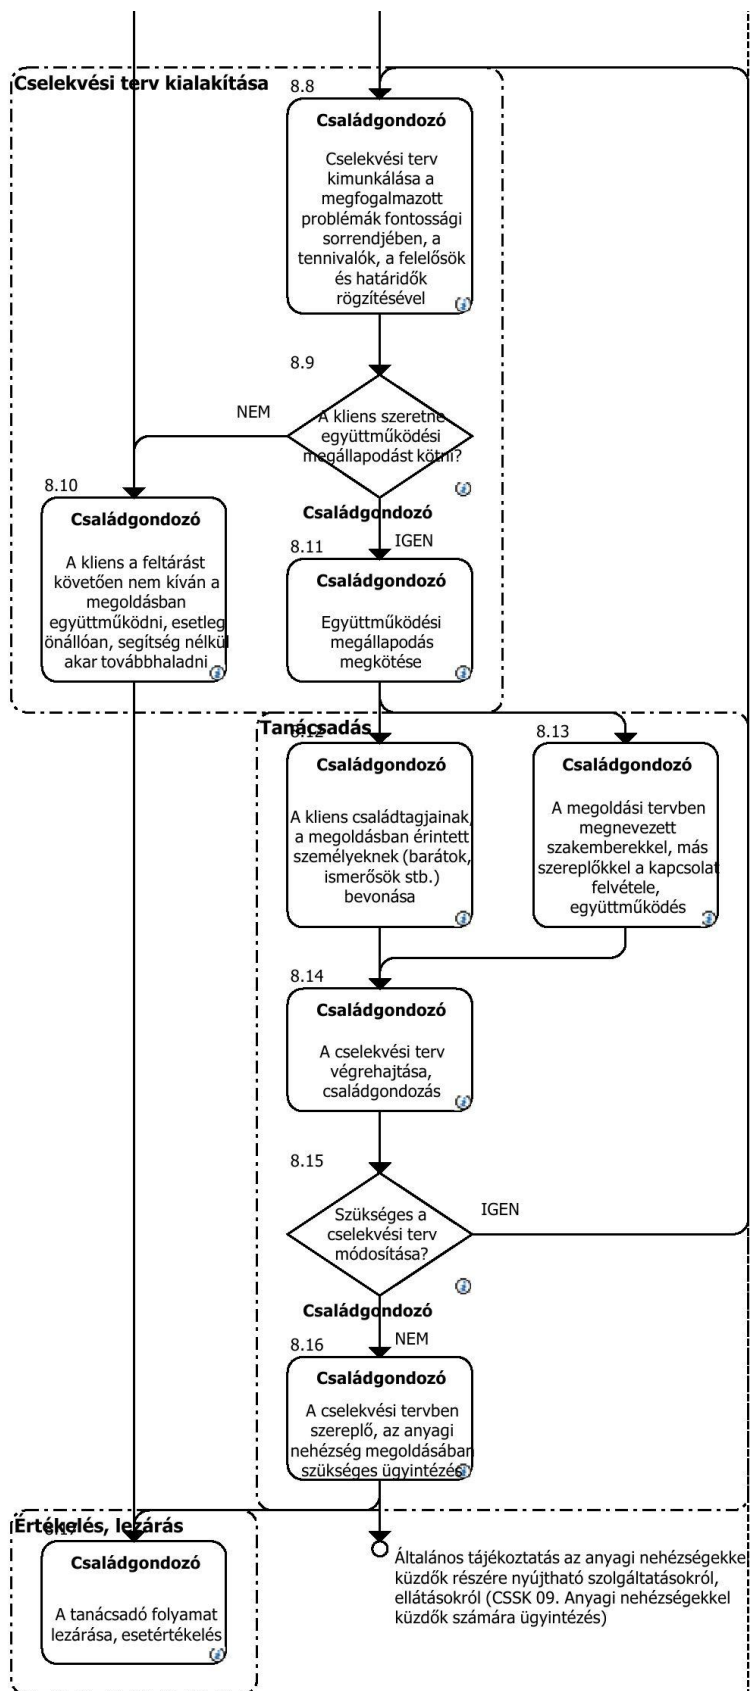 Cselekvési terv kialakítása
8.8
Családgondozó
Cselekvési terv
kimunkálása a
megfogalmazott
problémák fontossági
sorrendjében, a
tennivalók, a felelősök
és határidők
rögzítésével
8.9
NEM
A kliens szeretne
együttműködési
megállapodást kötni?
Családgondozó
IGEN
8.10
Családgondozó
A kliens a feltárást
követően nem kíván a
megoldásban
együttműködni, esetleg
önállóan, segítség nélkül
akar továbbhaladni
8.11
Családgondozó
Együttműködési
megállapodás
megkötése
Tanácsadás
8.12
Családgondozó
A kliens családtagjainak,
a megoldásban érintett
személyeknek (barátok,
ismerősök stb.)
bevonása
8.13
Családgondozó
A megoldási tervben
megnevezett
szakemberekkel, más
szereplőkkel a kapcsolat
felvétele,
együttműködés
8.14
Családgondozó
A cselekvési terv
végrehajtása,
családgondozás
8.15
Szükséges a
cselekvési terv
módosítása?
IGEN
Családgondozó
NEM
8.16
Családgondozó
A cselekvési tervben
szereplő, az anyagi
nehézség megoldásában
szükséges ügyintézés
Értékelés, lezárás
8.17
Családgondozó
A tanácsadó folyamat
lezárása, esetértékelés
Általános tájékoztatás az anyagi nehézségekkel
küzdők részére nyújtható szolgáltatásokról,
ellátásokról (CSSK 09. Anyagi nehézségekkel
küzdők számára ügyintézés)